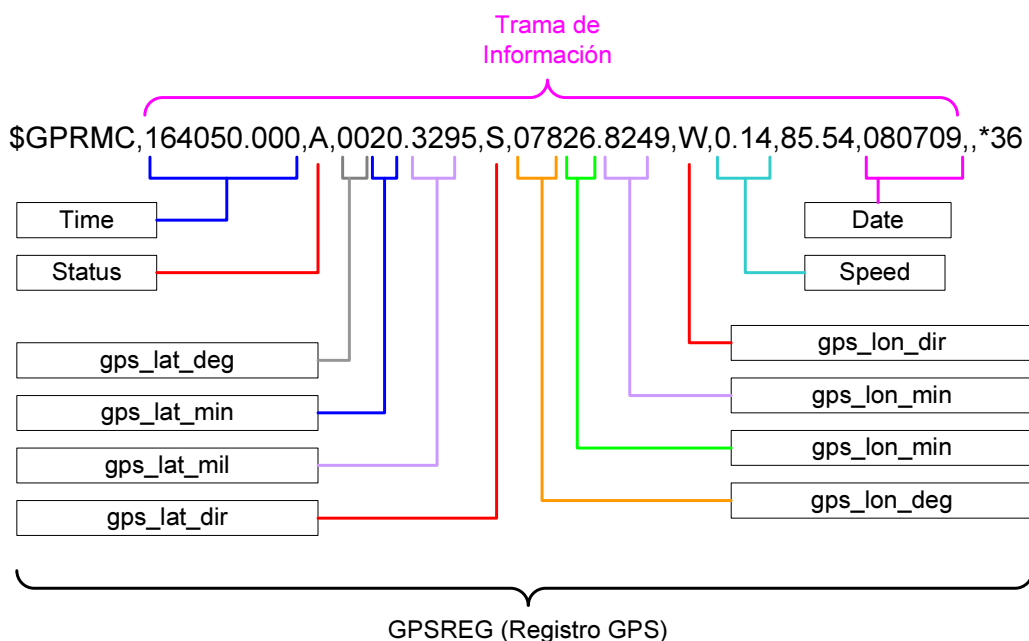 Trama de
Información
$GPRMC,164050.000,A,0020.3295,S,07826.8249,W,0.14,85.54,080709,,*36
Time
Date
Status
Speed
gps_lon_dir
gps_lat_deg
gps_lon_min
gps_lat_min
gps_lon_min
gps_lat_mil
gps_lon_deg
gps_lat_dir
GPSREG (Registro GPS)